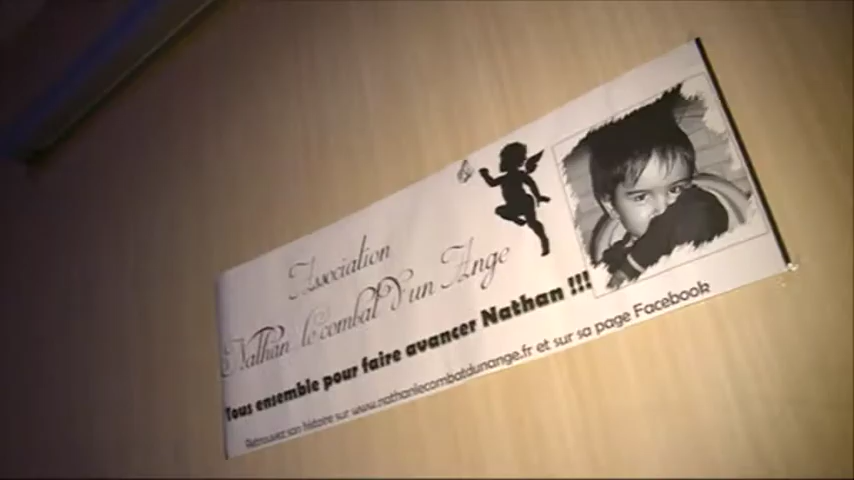 Association
Nathan le combat d'un Ange
Tous ensemble pour faire avancer Nathan !!!
Retrouvez son histoire sur www.nathanlecombatdunange.fr et sur sa page Facebook